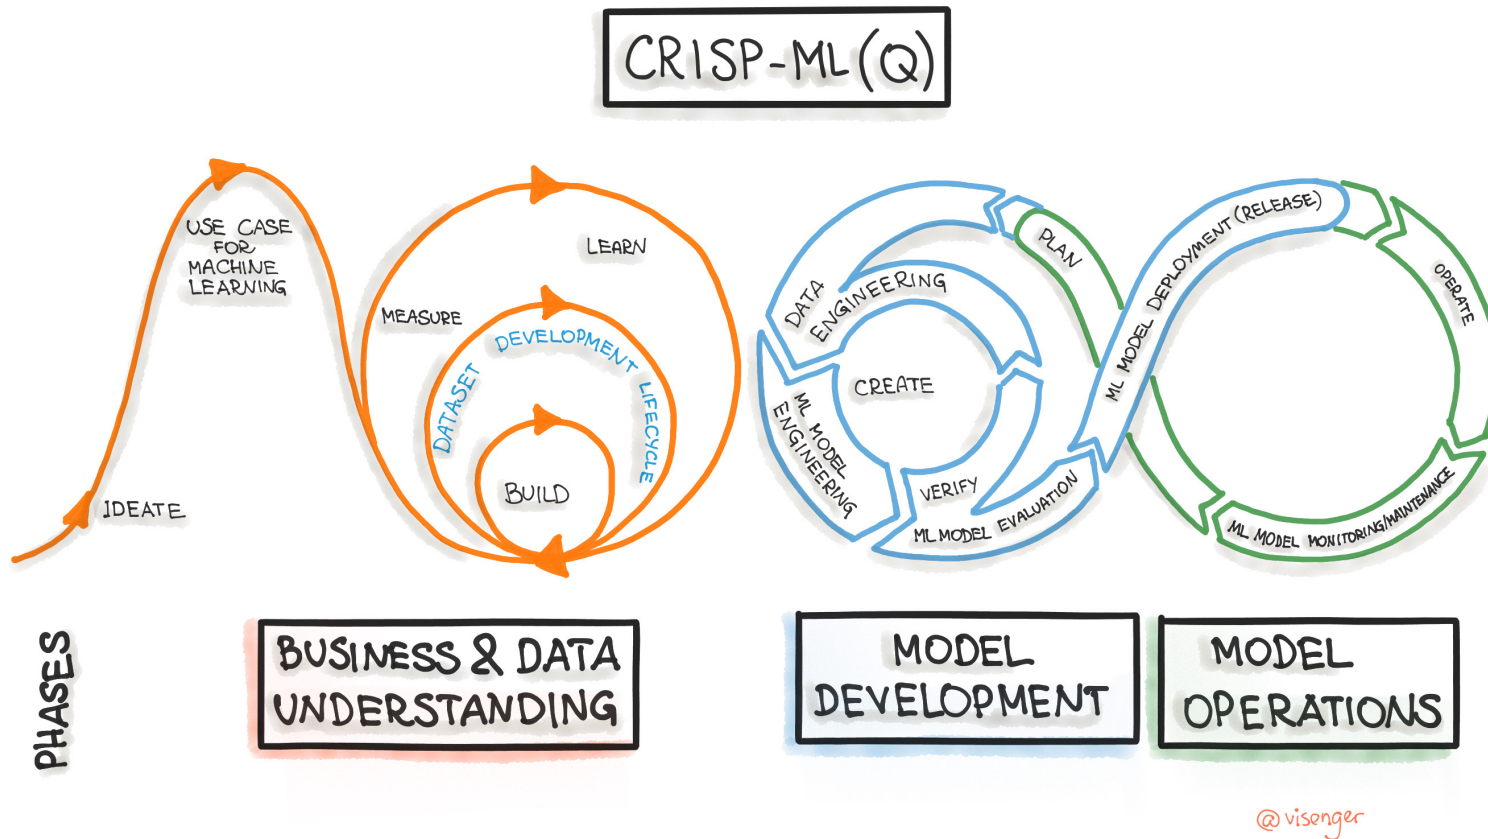 CRISP-ML(Q)
USE CASE
FOR
MACHINE
LEARNING
IDEATE
LEARN
MEASURE
DATASET DEVELOPMENT LIFECYCLE
BUILD
DATA
ENGINEERING
PLAN
CREATE
ML MODEL
ENGINEERING
VERIFY
ML MODEL EVALUATION
ML MODEL DEPLOYMENT (RELEASE)
OPERATE
ML MODEL MONITORING/MAINTENANCE
PHASES
BUSINESS & DATA
UNDERSTANDING
MODEL
DEVELOPMENT
MODEL
OPERATIONS
@visenger